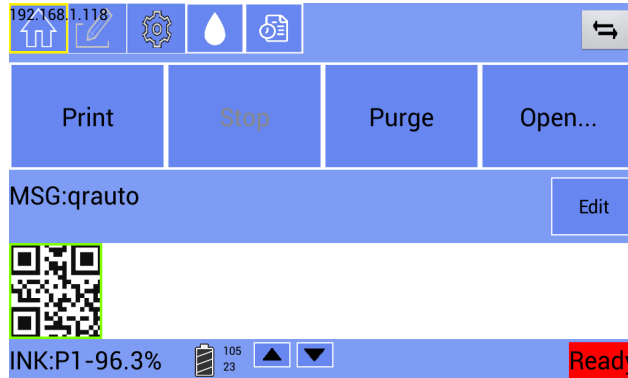 192.168.1.118
Print
Stop
Purge
Open...
MSG:qrauto
Edit
INK:P1-96.3%
105
23
Ready